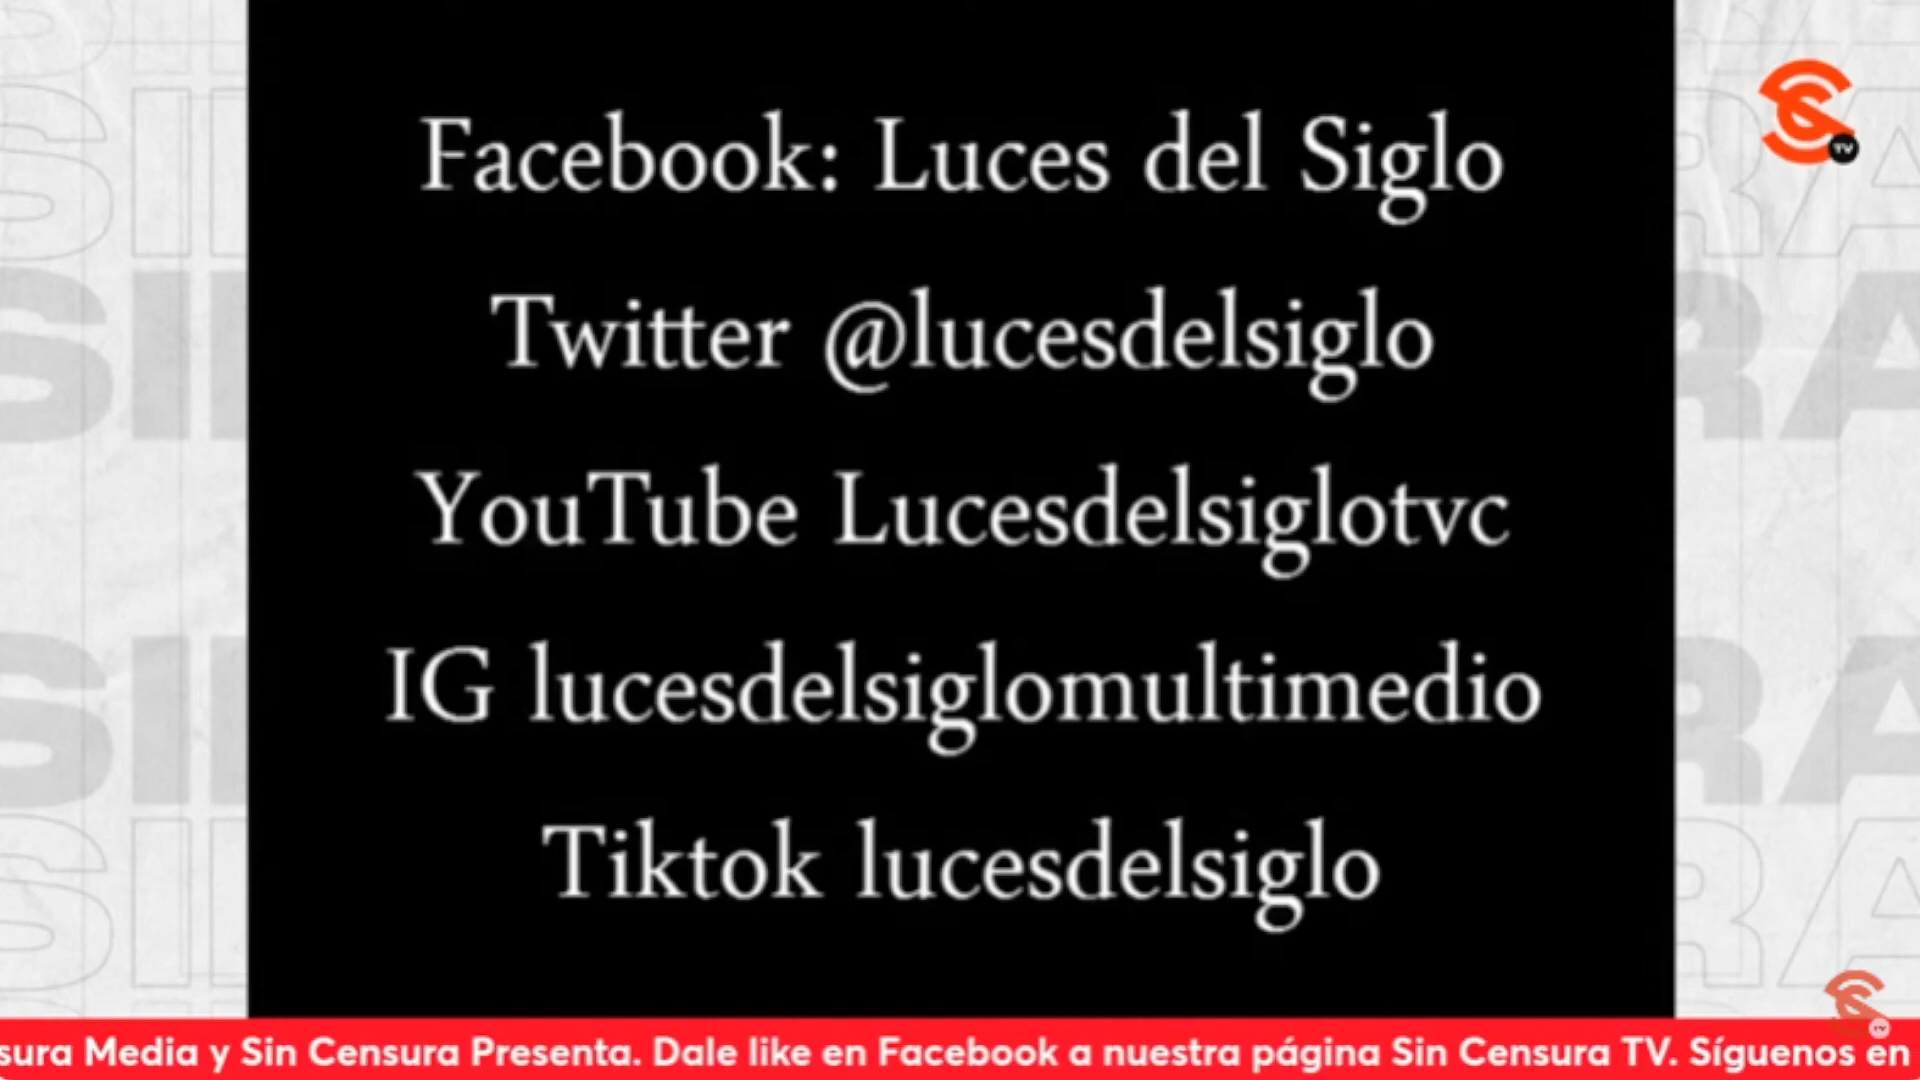 Facebook: Luces del Siglo
Twitter @lucesdelsiglo
YouTube Lucesdelsiglotvc
IG lucesdelsiglomultimedio
Tiktok lucesdelsiglo
TV
sura Media y Sin Censura Presenta. Dale like en Facebook a nuestra página Sin Censura TV. Síguenos en